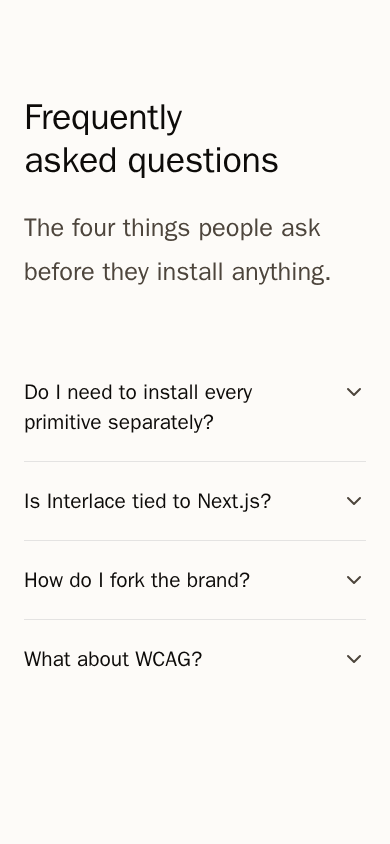 Frequently
asked questions
The four things people ask
before they install anything.
Do I need to install every
primitive separately?
Is Interlace tied to Next.js?
How do I fork the brand?
What about WCAG?